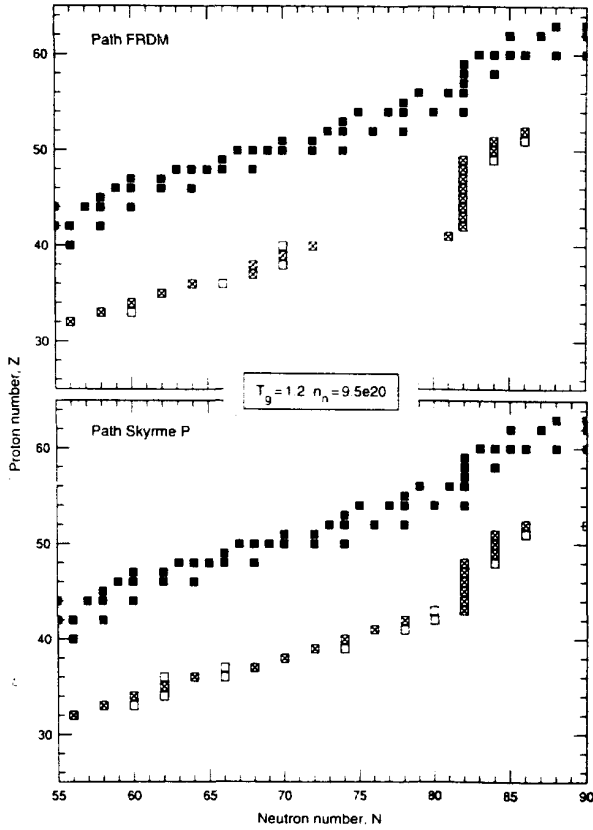 Path FRDM
60
50
40
30
Proton number, Z
T9=1.2 nn=9.5e20
Path Skyrme P
60
50
40
30
55 60 65 70 75 80 85 90
Neutron number, N